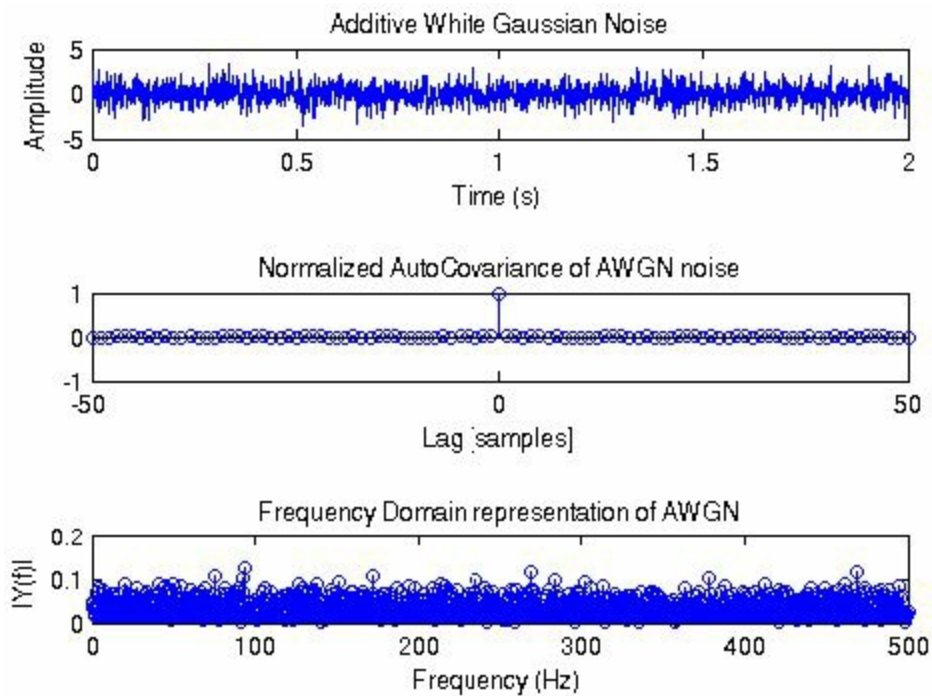 Additive White Gaussian Noise
Amplitude
5
0
-5
0 0.5 1 1.5 2
Time (s)
Normalized AutoCovariance of AWGN noise
1
0
-1
-50 0 50
Lag [samples]
Frequency Domain representation of AWGN
|Y(f)|
0.2
0.1
0
0 100 200 300 400 500
Frequency (Hz)